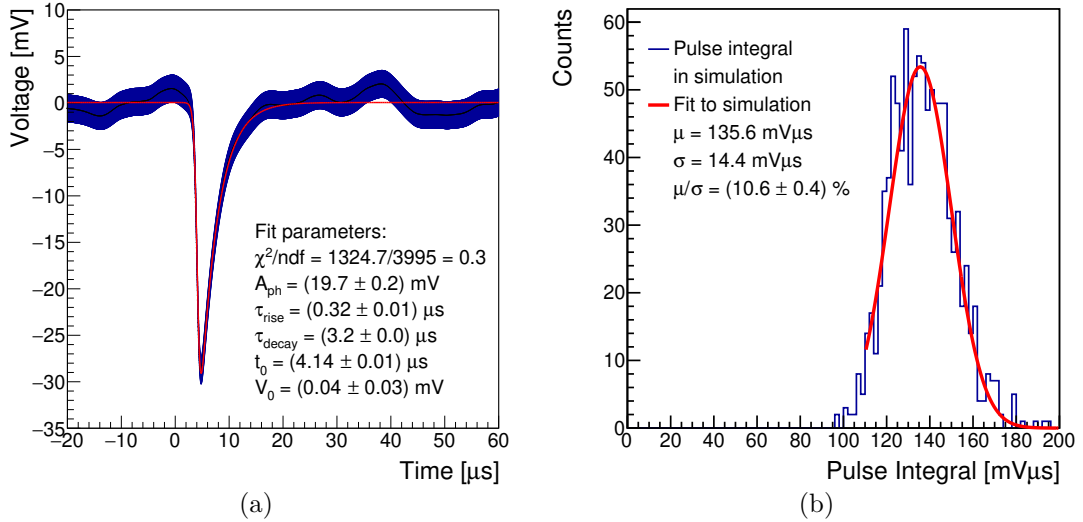 Voltage [mV]
10
5
0
−5
−10
−15
−20
−25
−30
−35
Fit parameters:
χ²/ndf = 1324.7/3995 = 0.3
A_ph = (19.7 ± 0.2) mV
τ_rise = (0.32 ± 0.01) μs
τ_decay = (3.2 ± 0.0) μs
t_0 = (4.14 ± 0.01) μs
V_0 = (0.04 ± 0.03) mV
−20 −10 0 10 20 30 40 50 60
Time [μs]
(a)
Counts
60
50
40
30
20
10
0
Pulse integral
in simulation
Fit to simulation
μ = 135.6 mVμs
σ = 14.4 mVμs
μ/σ = (10.6 ± 0.4) %
0 20 40 60 80 100 120 140 160 180 200
Pulse Integral [mVμs]
(b)